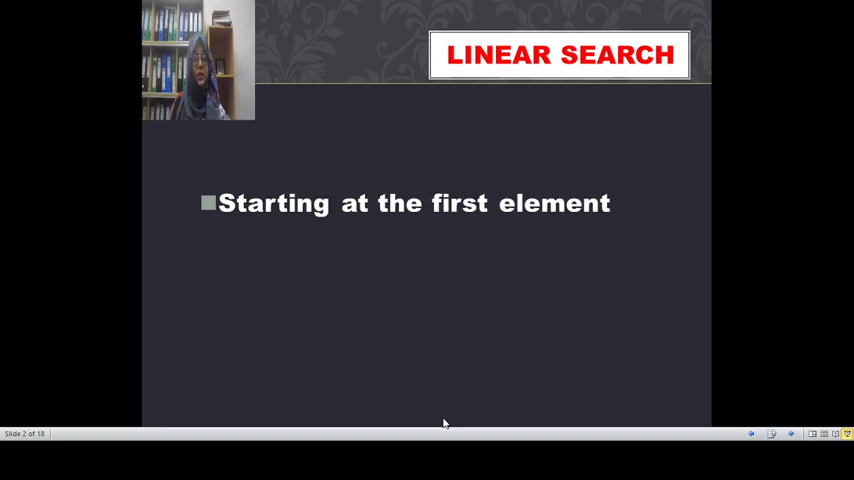 LINEAR SEARCH
Starting at the first element
Slide 2 of 18